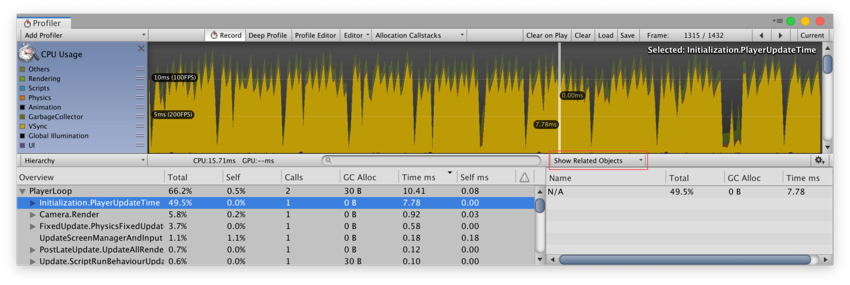 Profiler
Add Profiler Record Deep Profile Profile Editor Editor Allocation Callstacks Clear on Play Clear Load Save Frame: 1315 / 1432 Current
CPU Usage
Selected: Initialization.PlayerUpdateTime
Others
Rendering
Scripts
Physics
Animation
GarbageCollector
VSync
Global Illumination
UI
10ms (100FPS)
0.00ms
5ms (200FPS)
7.78ms
Hierarchy CPU:15.71ms GPU:--ms Show Related Objects
Overview Total Self Calls GC Alloc Time ms Self ms
PlayerLoop 66.2% 0.5% 2 30 B 10.41 0.08
Initialization.PlayerUpdateTime 49.5% 0.0% 1 0 B 7.78 0.00
Camera.Render 5.8% 0.2% 1 0 B 0.92 0.03
FixedUpdate.PhysicsFixedUpdat 3.7% 0.0% 1 0 B 0.58 0.00
UpdateScreenManagerAndInput 1.1% 1.1% 1 0 B 0.18 0.18
PostLateUpdate.UpdateAllRende 0.7% 0.0% 1 0 B 0.12 0.00
Update.ScriptRunBehaviourUpda 0.6% 0.0% 1 30 B 0.10 0.00
Name Total GC Alloc Time ms
N/A 49.5% 0 B 7.78